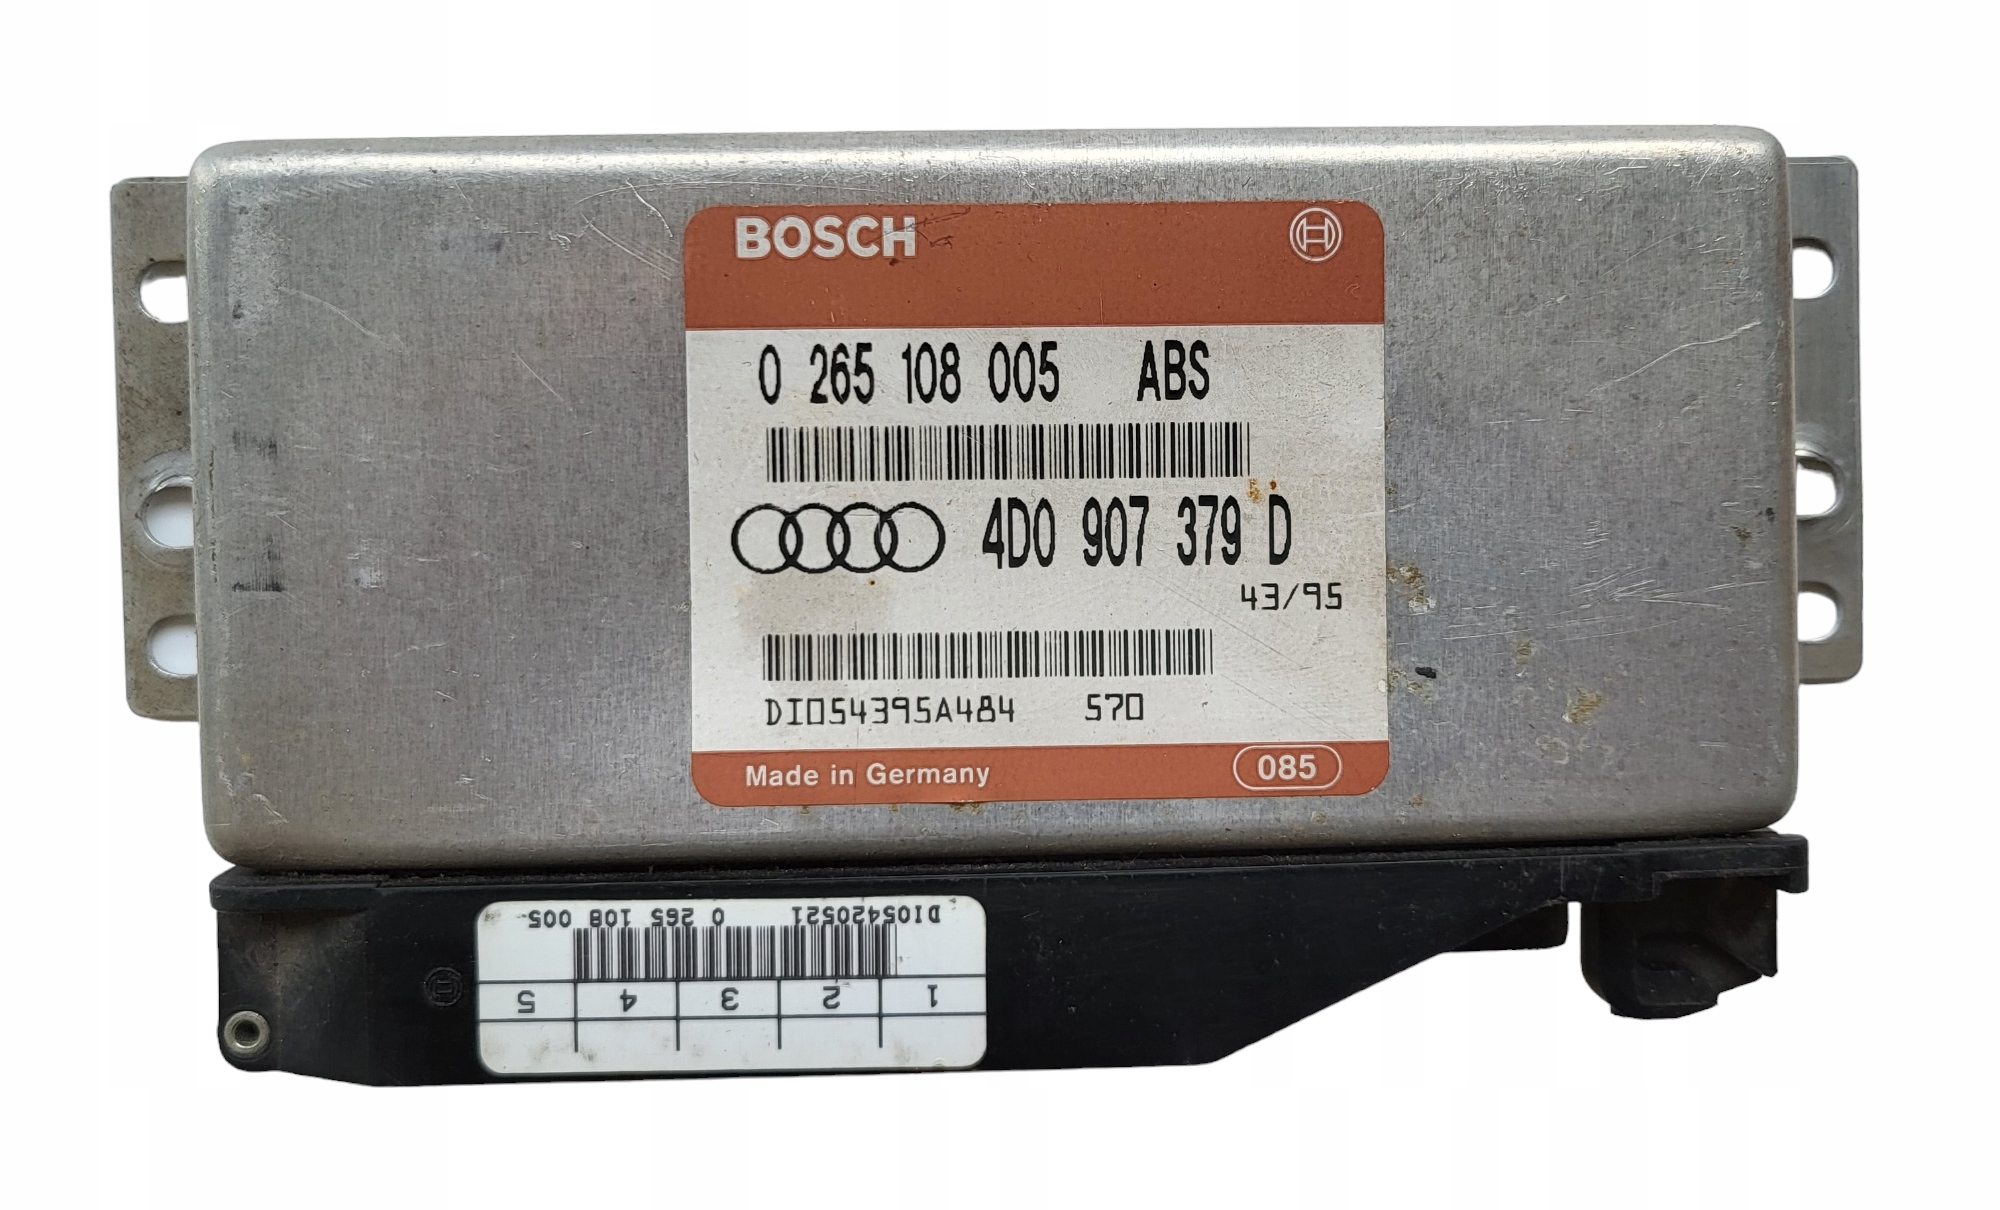 BOSCH
0 265 108 005 ABS
4D0 907 379 D
43/95
DI054395A484 570
Made in Germany 085
DI05420521 0 265 108 005
1 2 3 4 5